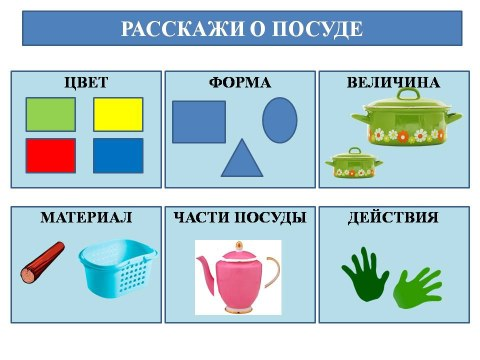 РАССКАЖИ О ПОСУДЕ
ЦВЕТ
ФОРМА
ВЕЛИЧИНА
МАТЕРИАЛ
ЧАСТИ ПОСУДЫ
ДЕЙСТВИЯ